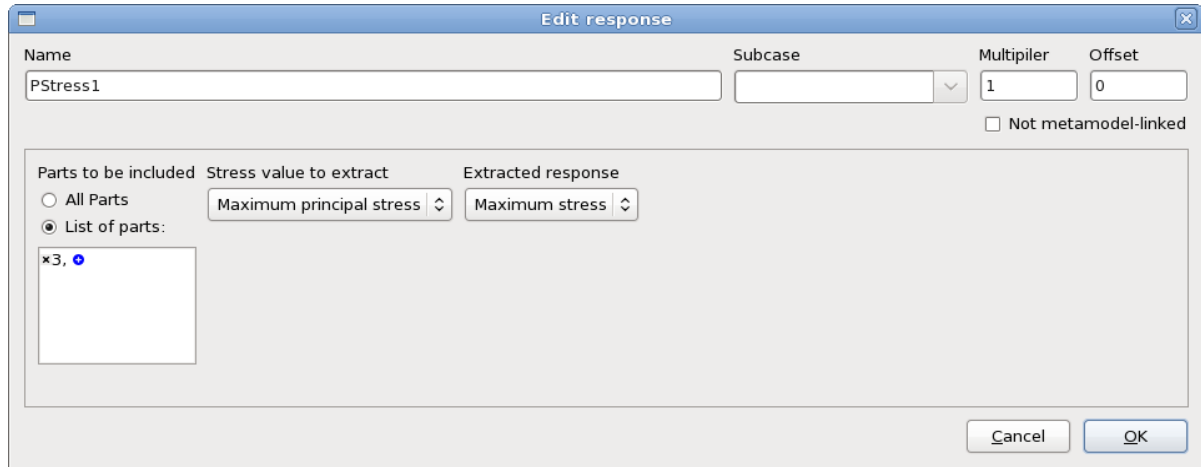 Edit response
Name Subcase Multipiler Offset
PStress1 1 0
Not metamodel-linked
Parts to be included Stress value to extract Extracted response
All Parts Maximum principal stress Maximum stress
List of parts:
×3,
Cancel OK